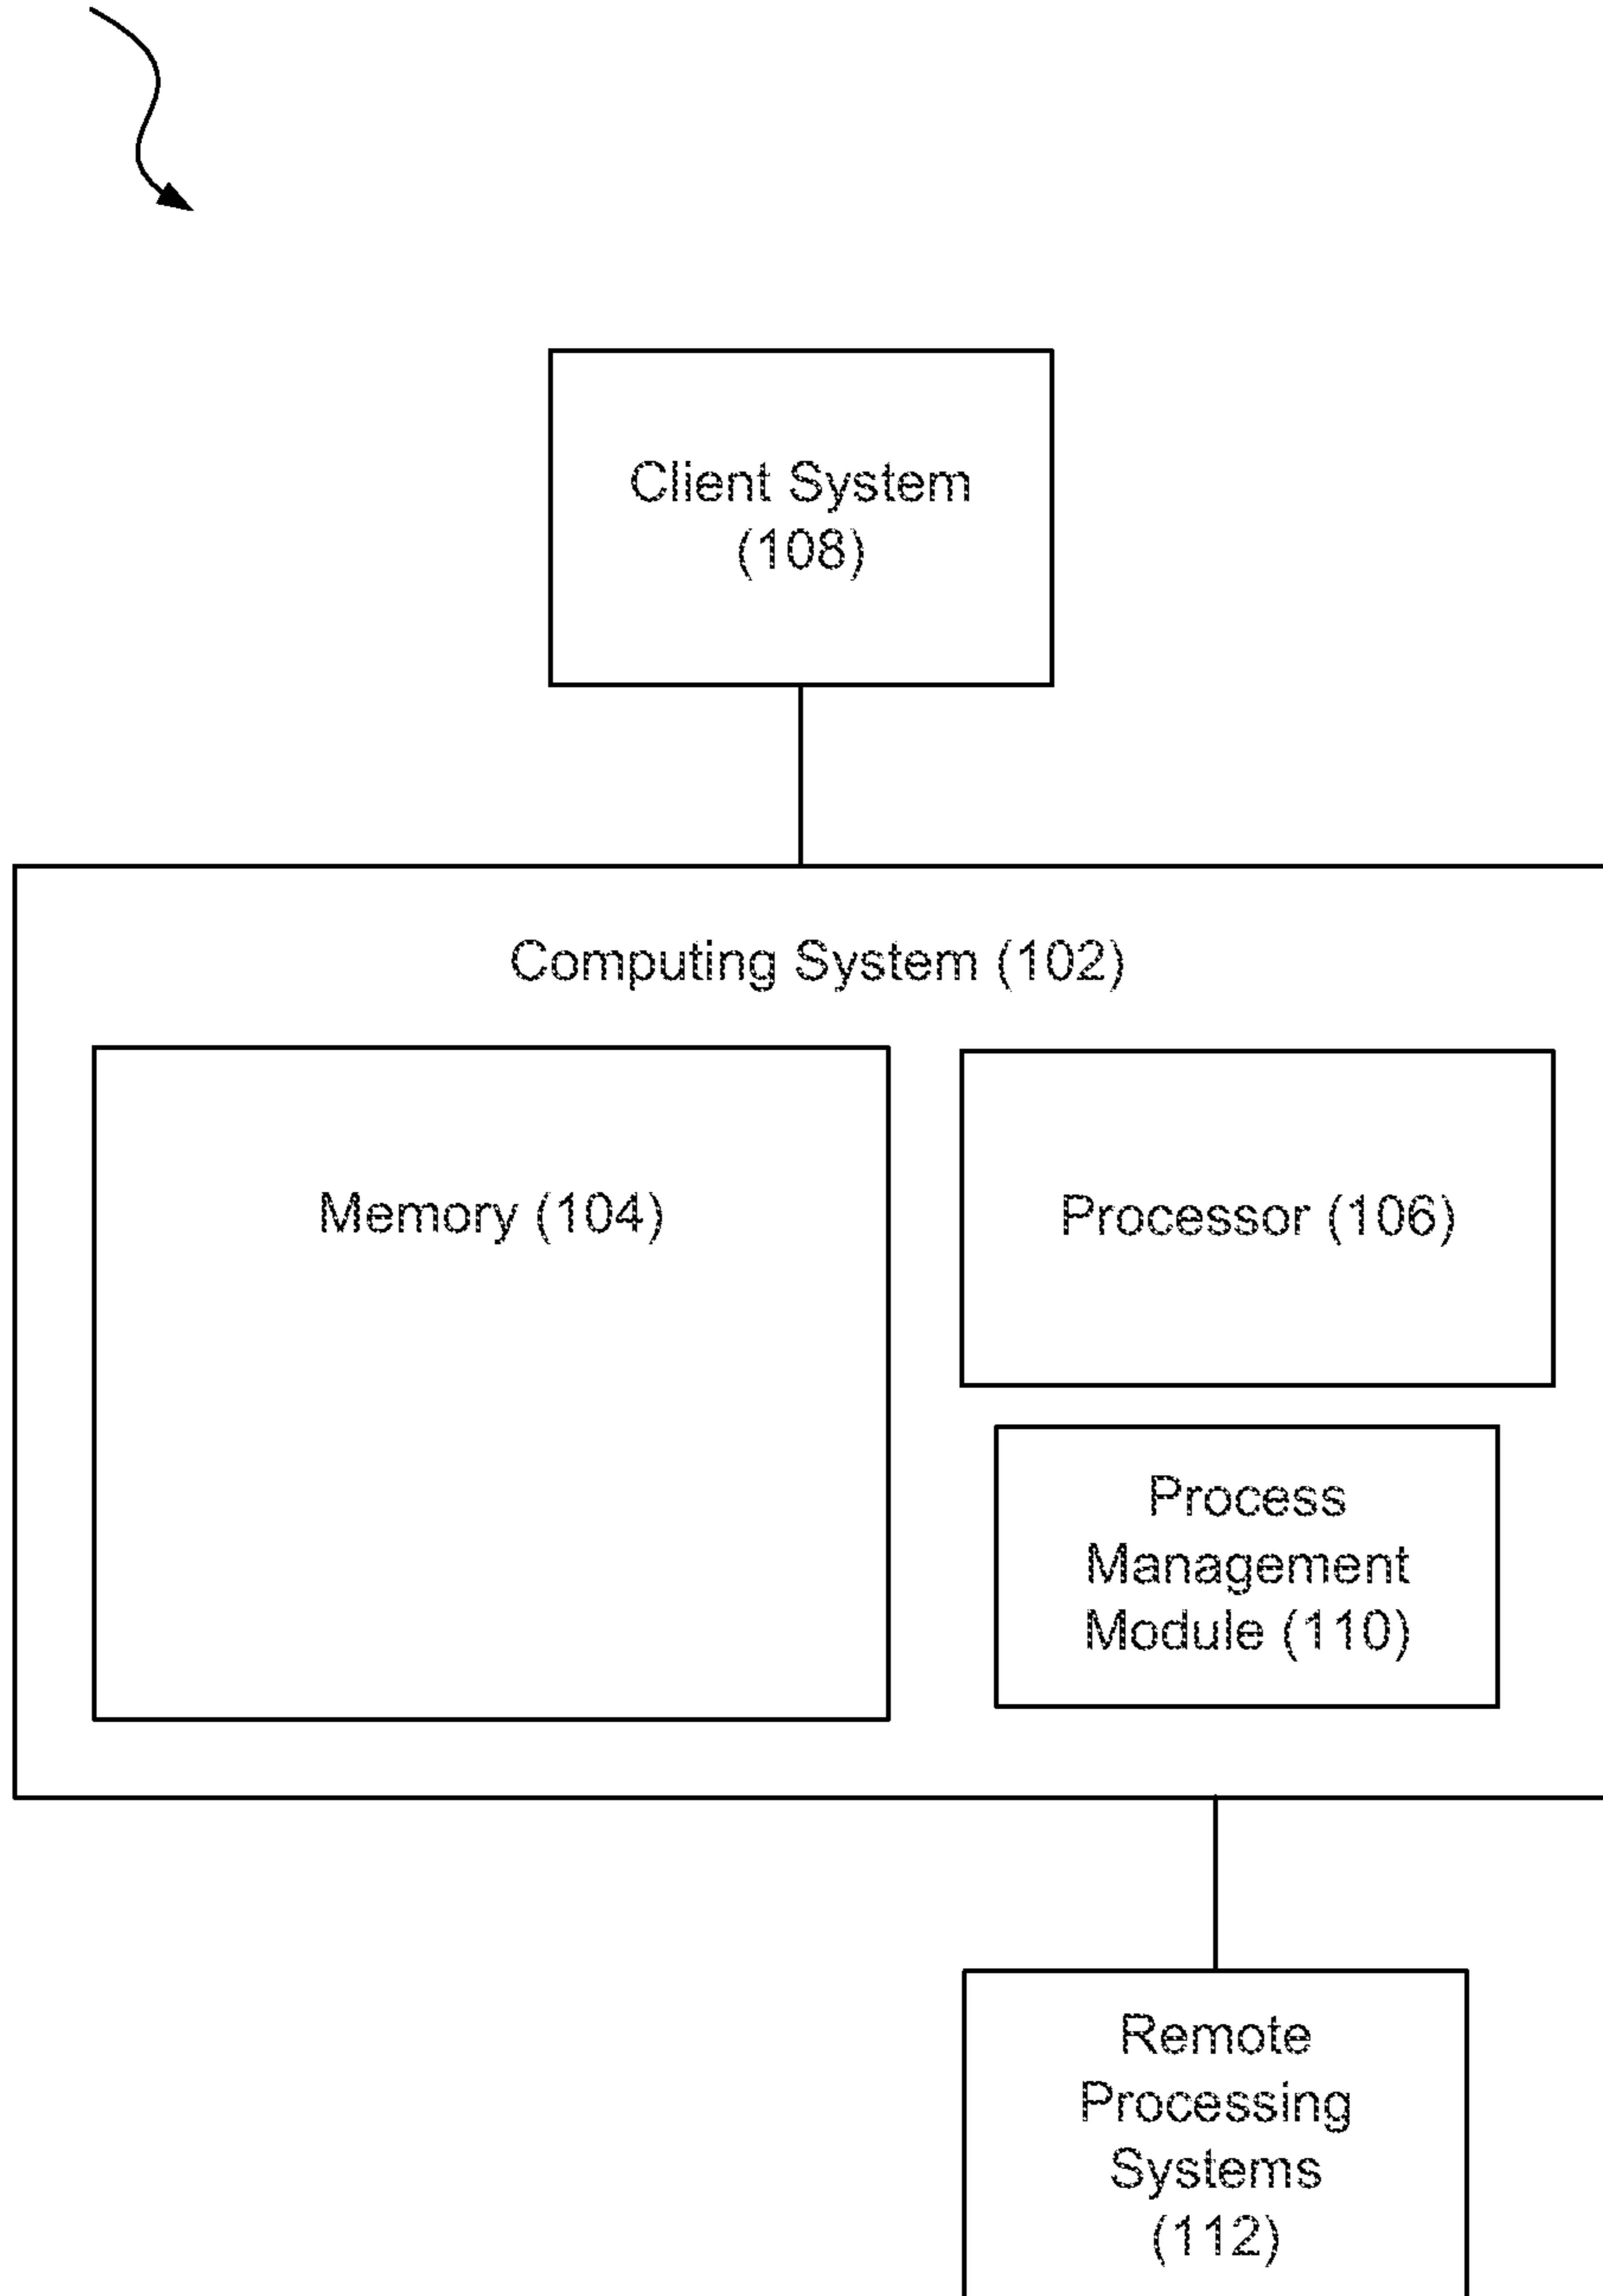 Client System
(108)
Computing System (102)
Memory (104)
Processor (106)
Process
Management
Module (110)
Remote
Processing
Systems
(112)